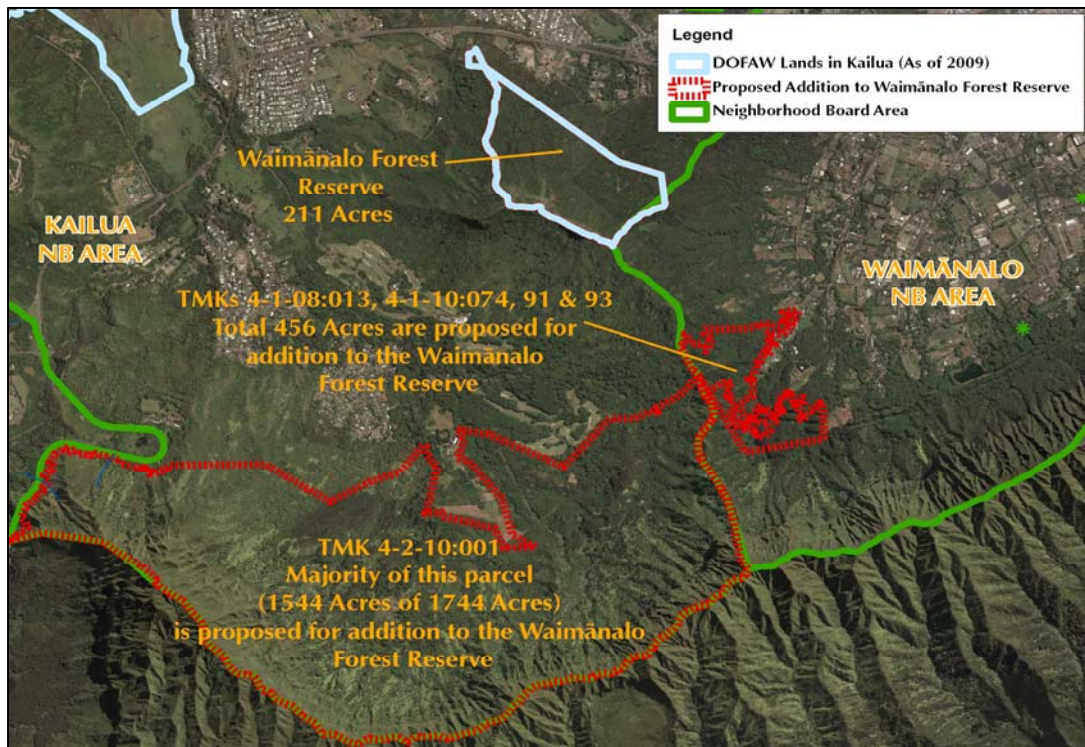 Legend
DOFAW Lands in Kailua (As of 2009)
Proposed Addition to Waimānalo Forest Reserve
Neighborhood Board Area
Waimānalo Forest
Reserve
211 Acres
KAILUA
NB AREA
WAIMĀNALO
NB AREA
TMKs 4-1-08:013, 4-1-10:074, 91 & 93
Total 456 Acres are proposed for
addition to the Waimānalo
Forest Reserve
TMK 4-2-10:001
Majority of this parcel
(1544 Acres of 1744 Acres)
is proposed for addition to the Waimānalo
Forest Reserve